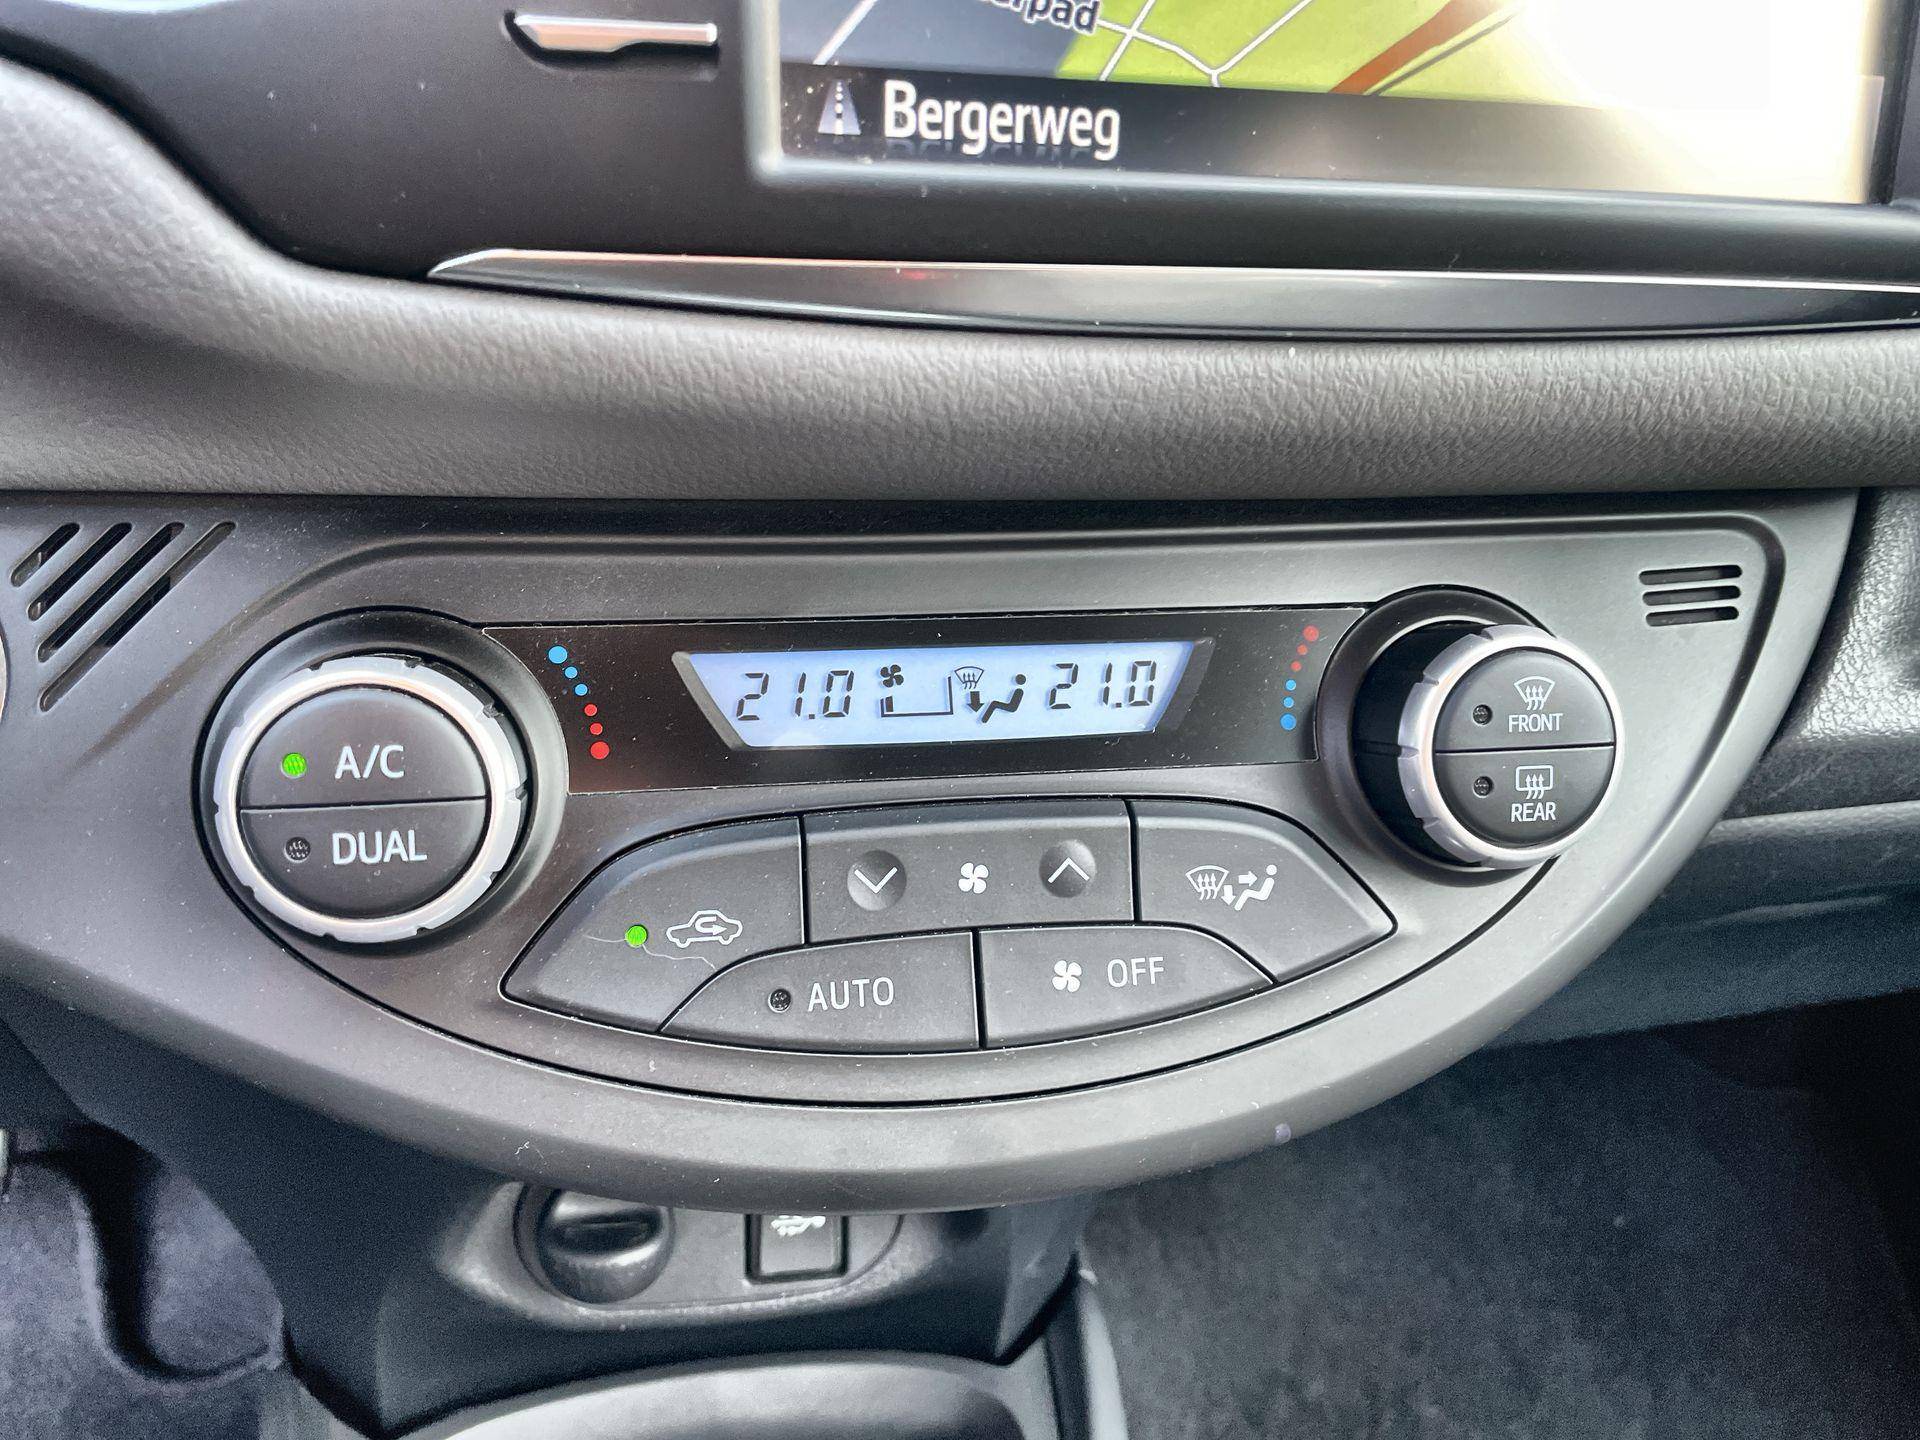 Bergerweg
21.0 21.0
A/C
DUAL
FRONT
REAR
AUTO
OFF